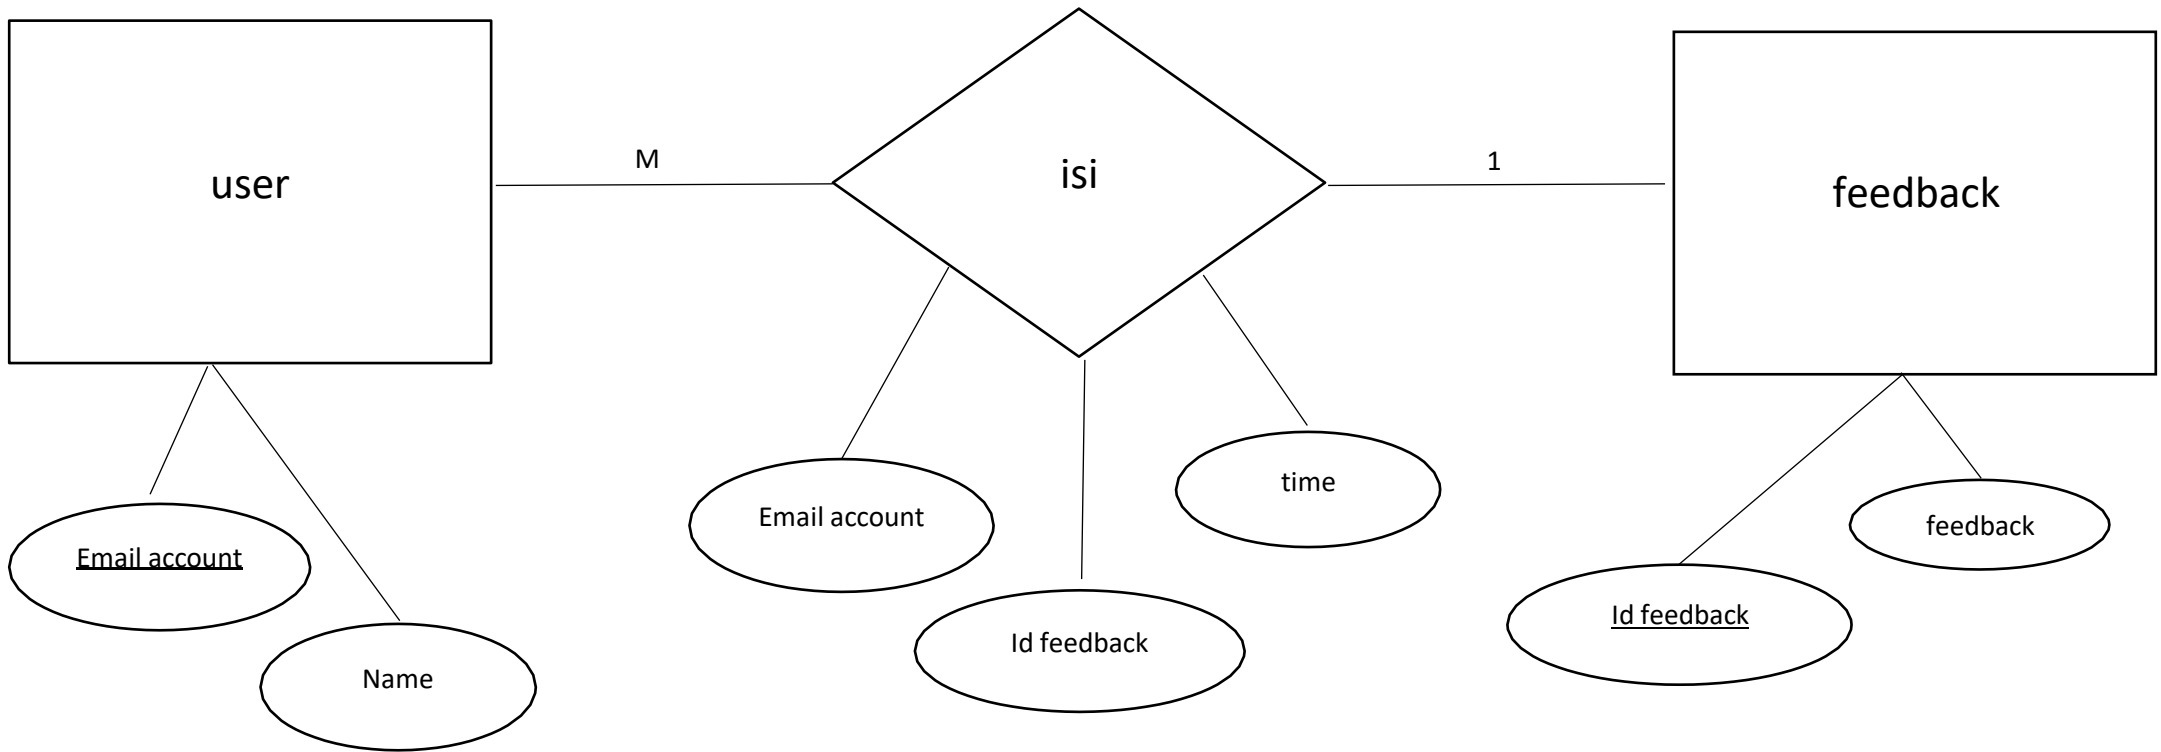 user
M
isi
1
feedback
Email account
Name
Email account
Id feedback
time
Id feedback
feedback